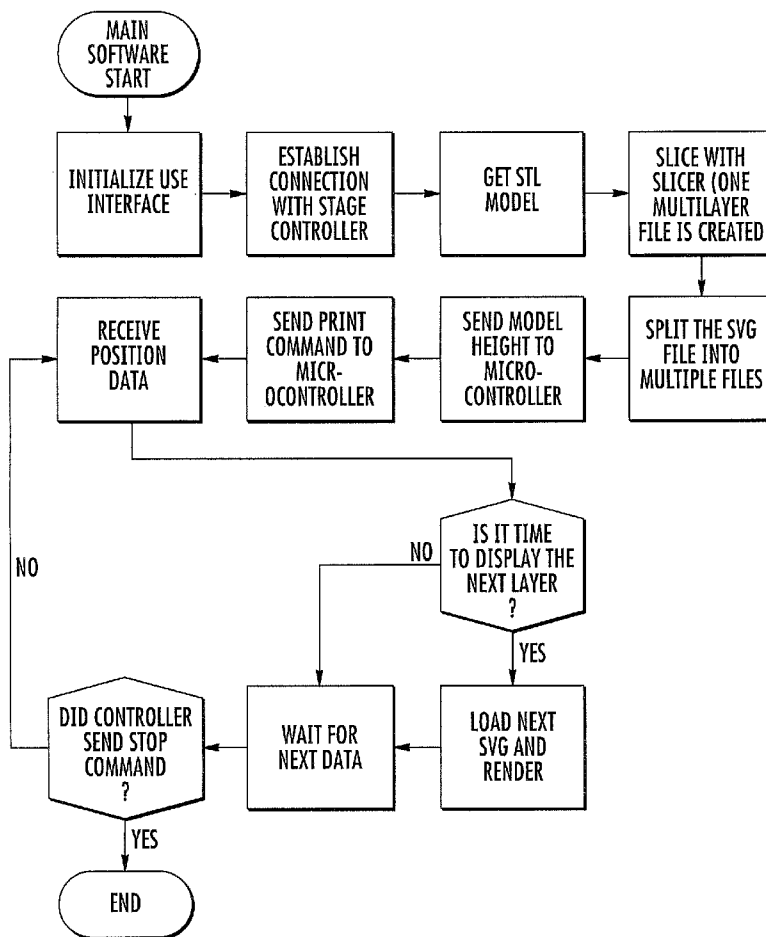 MAIN
SOFTWARE
START
INITIALIZE USE
INTERFACE
ESTABLISH
CONNECTION
WITH STAGE
CONTROLLER
GET STL
MODEL
SLICE WITH
SLICER (ONE
MULTILAYER
FILE IS CREATED
RECEIVE
POSITION
DATA
SEND PRINT
COMMAND TO
MICR-
OCONTROLLER
SEND MODEL
HEIGHT TO
MICRO-
CONTROLLER
SPLIT THE SVG
FILE INTO
MULTIPLE FILES
IS IT TIME
TO DISPLAY THE
NEXT LAYER
?
NO
NO
YES
DID CONTROLLER
SEND STOP
COMMAND
?
WAIT FOR
NEXT DATA
LOAD NEXT
SVG AND
RENDER
YES
END